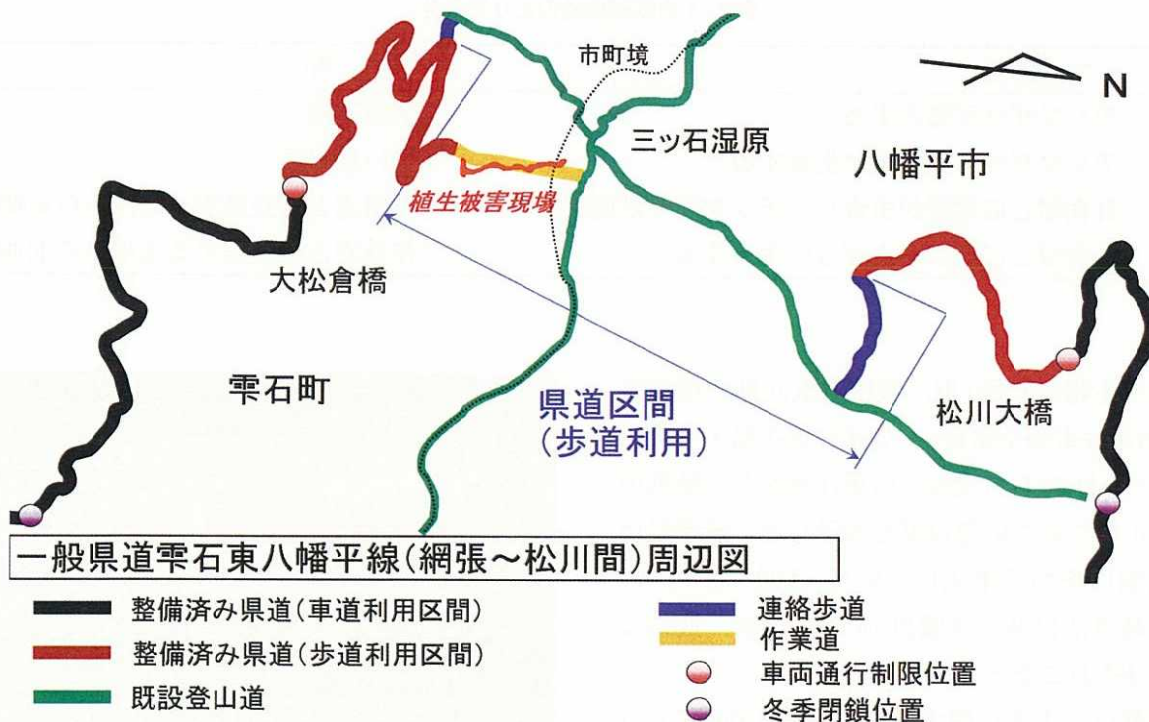 市町境
N
三ッ石湿原
八幡平市
植生被害現場
大松倉橋
雫石町
県道区間
(歩道利用)
松川大橋
一般県道雫石東八幡平線(網張～松川間)周辺図
整備済み県道(車道利用区間)
整備済み県道(歩道利用区間)
既設登山道
連絡歩道
作業道
車両通行制限位置
冬季閉鎖位置